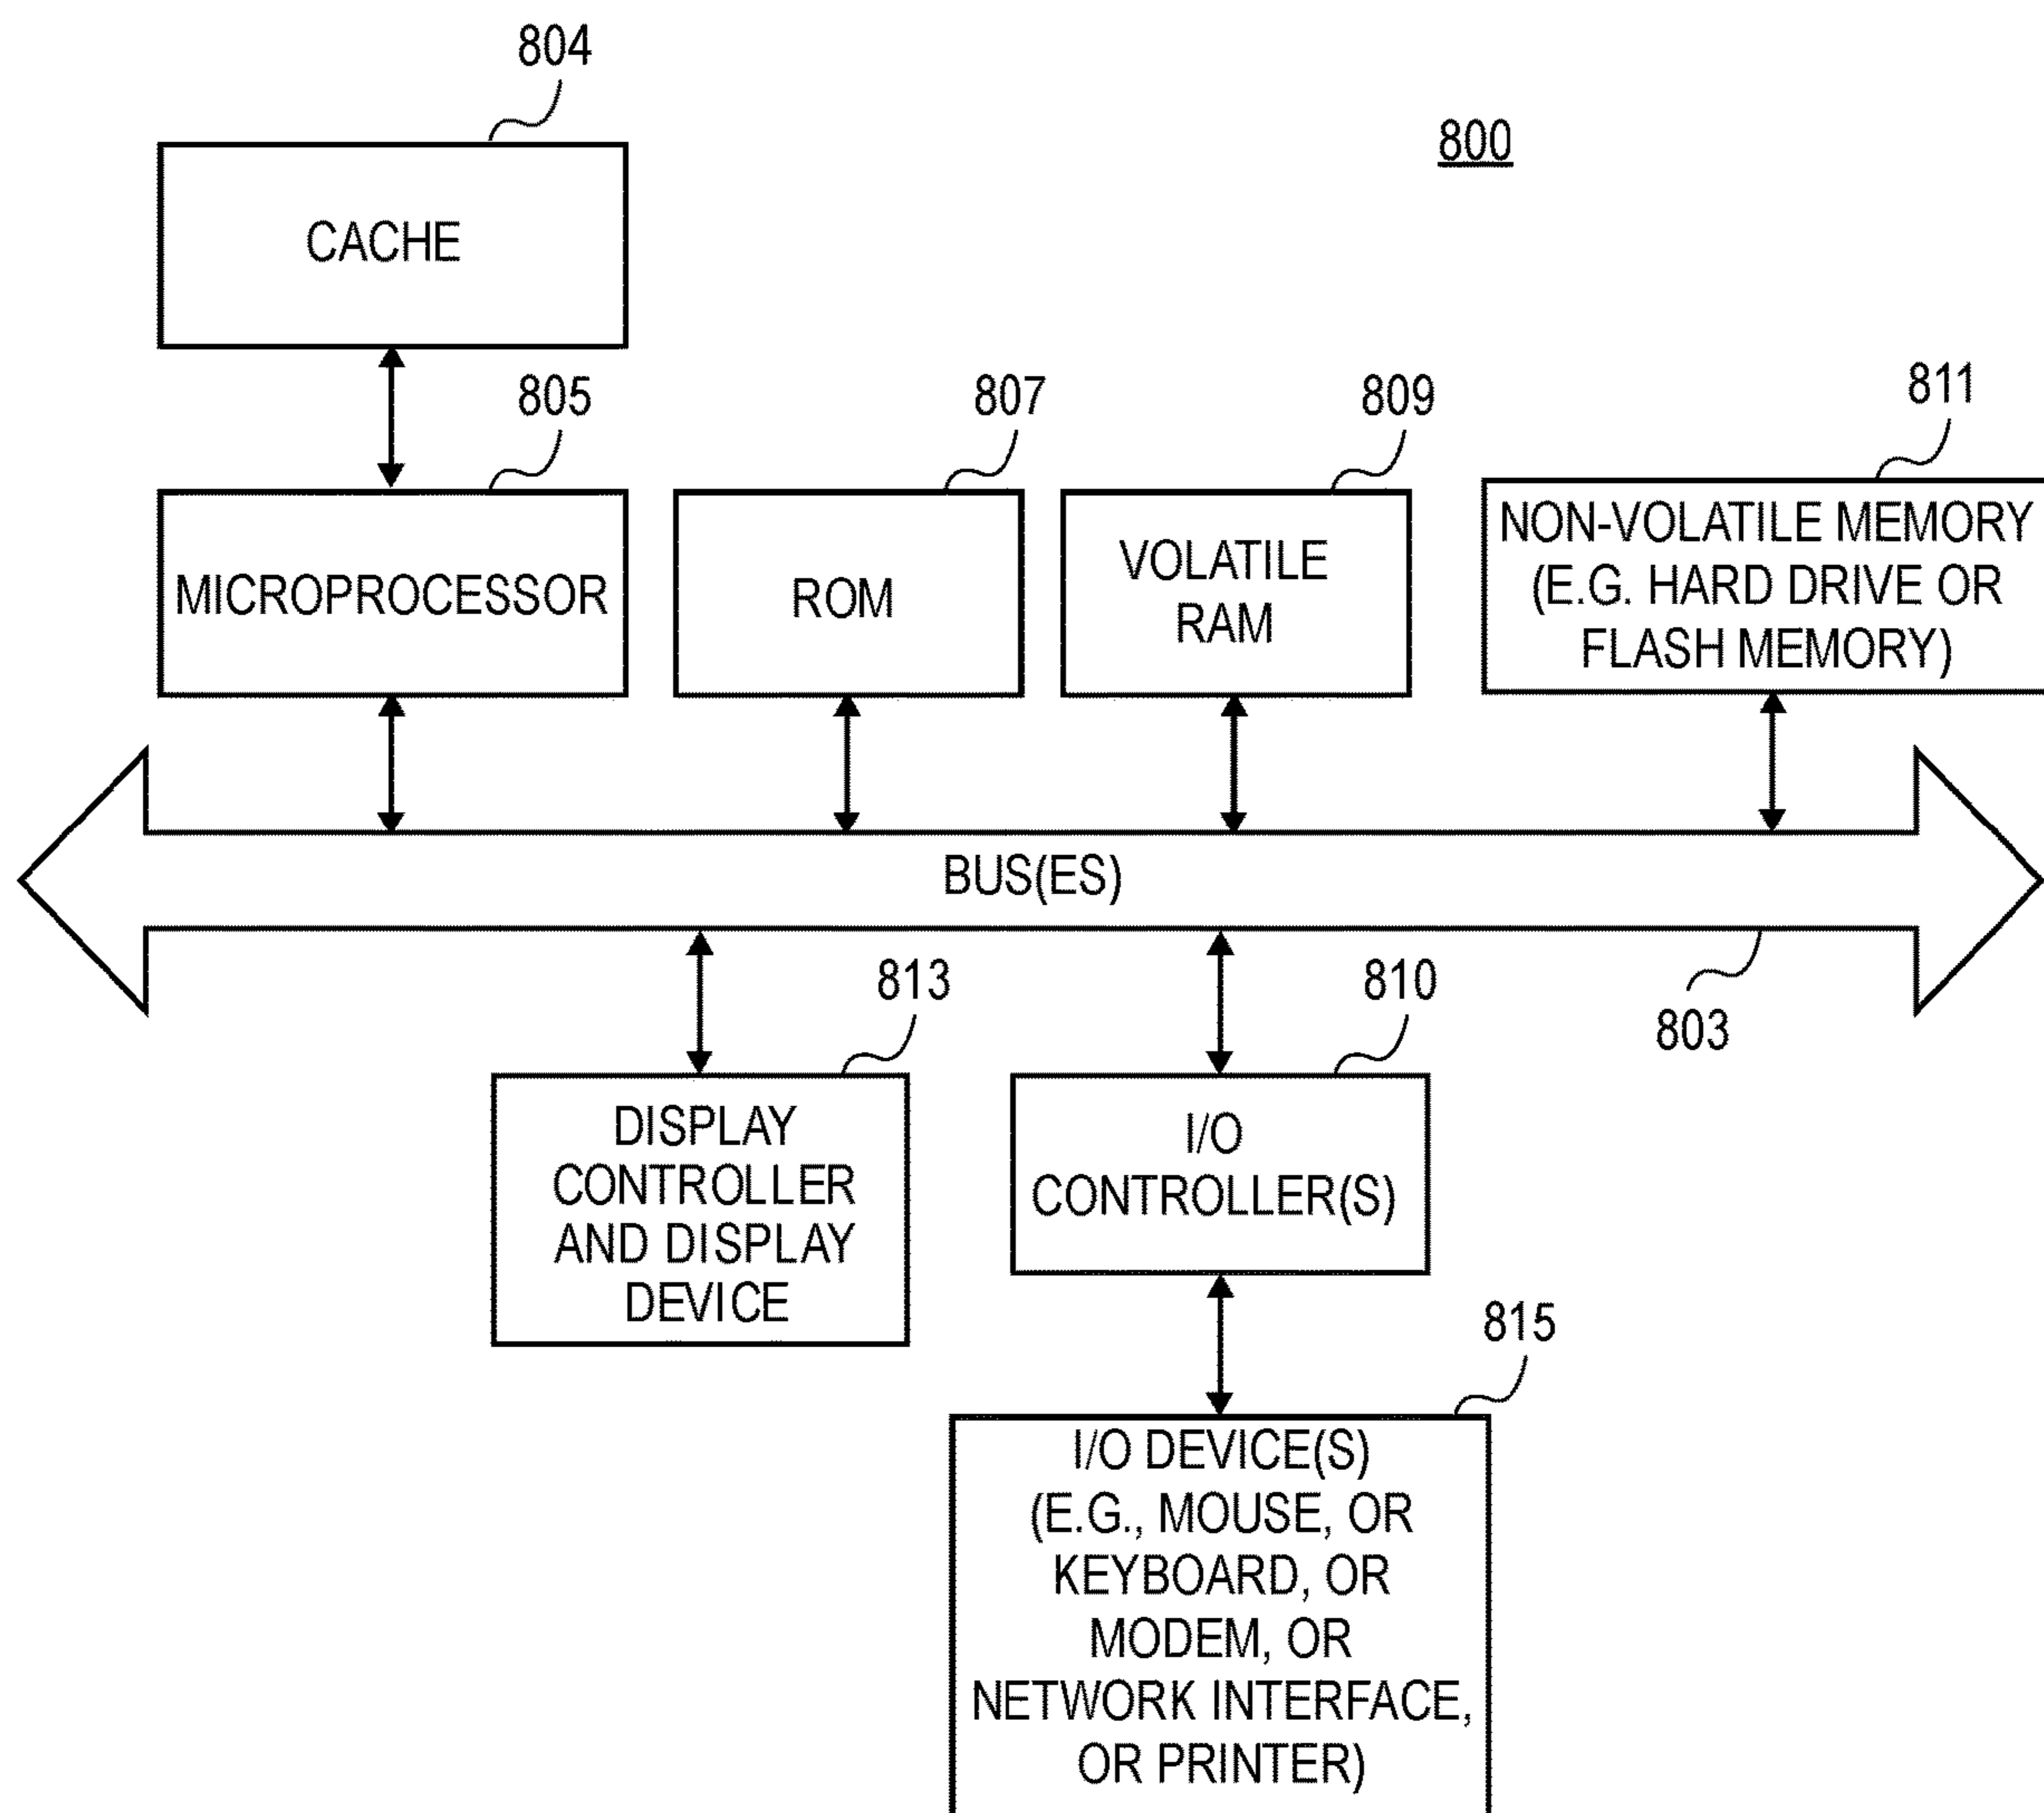 804
800
CACHE
805
807
809
811
MICROPROCESSOR
ROM
VOLATILE
RAM
NON-VOLATILE MEMORY
(E.G. HARD DRIVE OR
FLASH MEMORY)
BUS(ES)
803
813
810
DISPLAY
CONTROLLER
AND DISPLAY
DEVICE
I/O
CONTROLLER(S)
815
I/O DEVICE(S)
(E.G., MOUSE, OR
KEYBOARD, OR
MODEM, OR
NETWORK INTERFACE,
OR PRINTER)